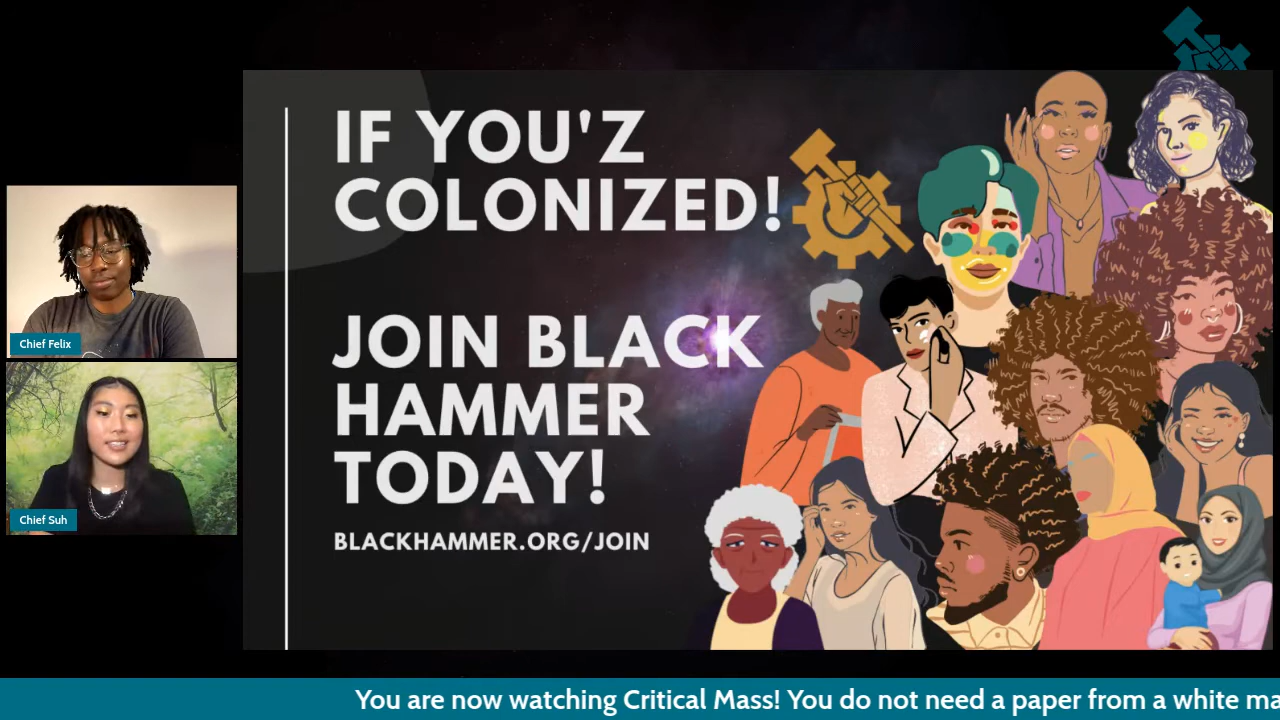 IF YOU'Z
COLONIZED!
JOIN BLACK
HAMMER
TODAY!
BLACKHAMMER.ORG/JOIN
Chief Felix
Chief Suh
You are now watching Critical Mass! You do not need a paper from a white